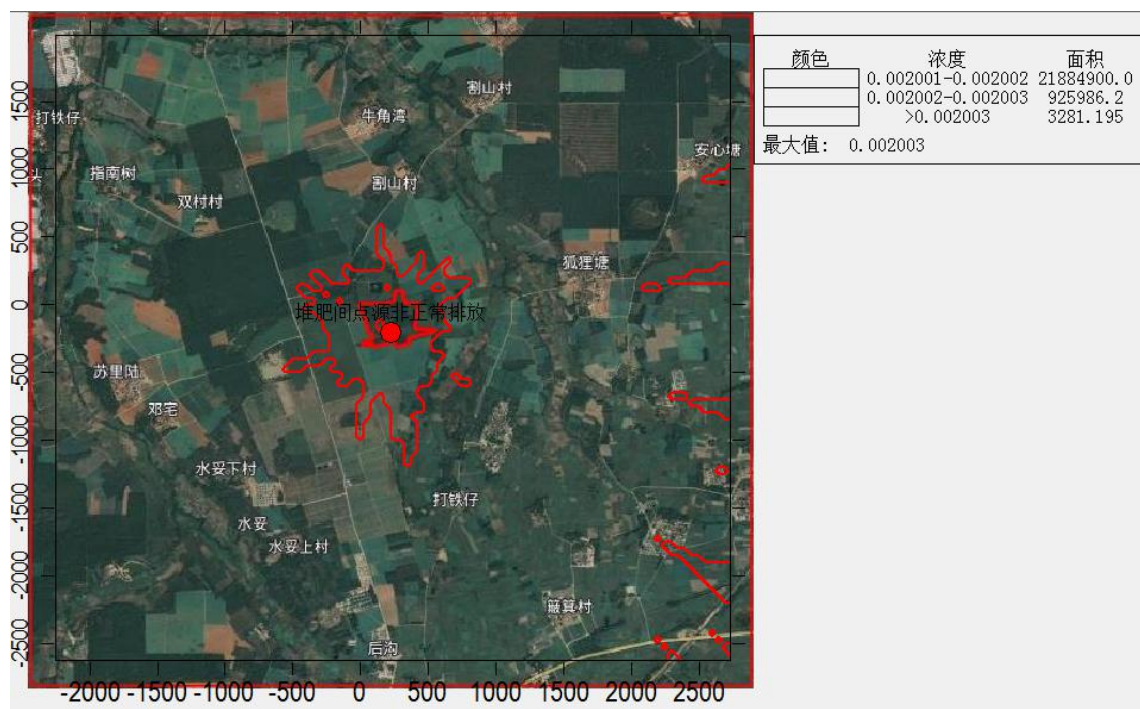 颜色 浓度 面积
0.002001-0.002002 21884900.0
0.002002-0.002003 925986.2
>0.002003 3281.195
最大值: 0.002003
割山村
牛角湾
打铁仔
安心塘
指南树
头
割山村
双村村
狐狸塘
堆肥间点源非正常排放
苏里陆
邓宅
水妥下村
打铁仔
水妥
水妥上村
簸箕村
后沟
1500
1000
500
0
-500
-1000
-1500
-2000
-2500
-2000 -1500 -1000 -500 0 500 1000 1500 2000 2500